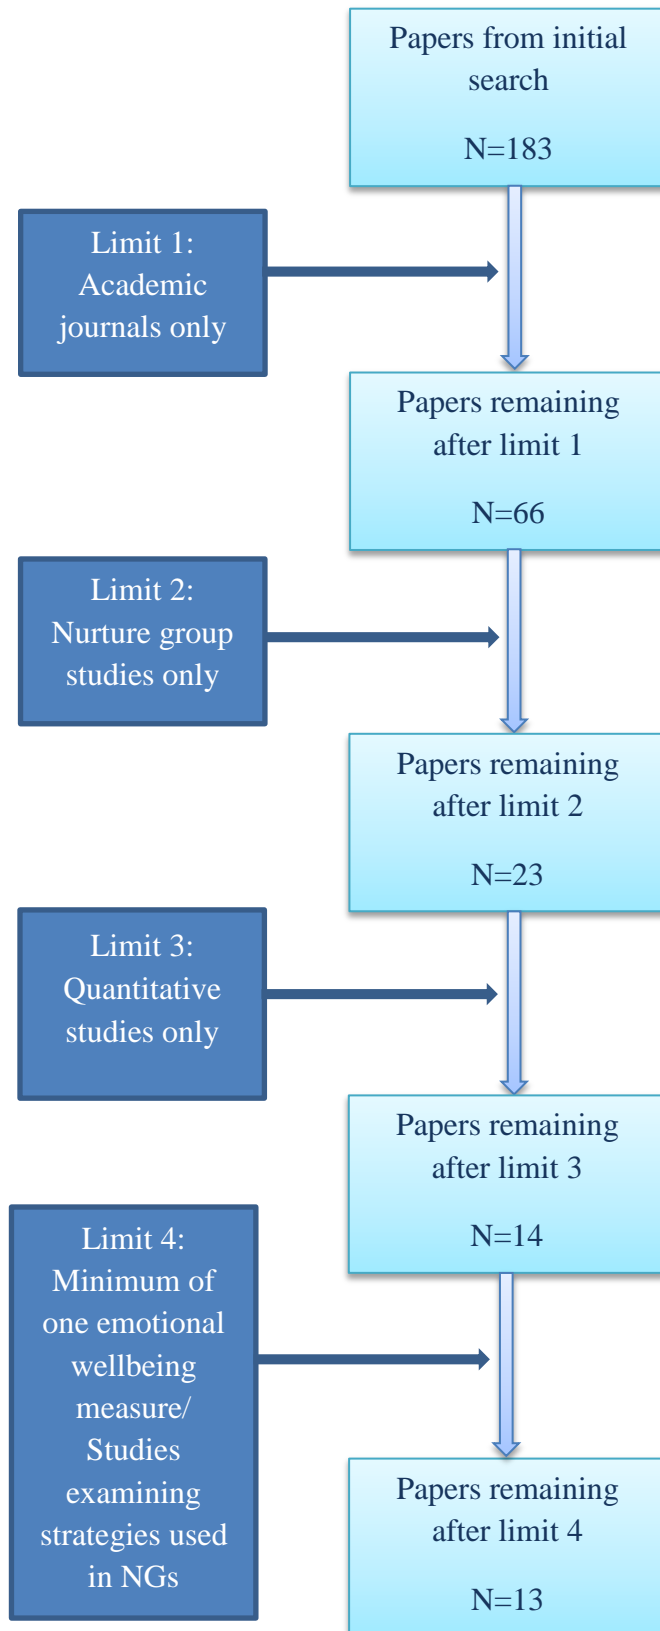 Papers from initial
search
N=183
Limit 1:
Academic
journals only
Papers remaining
after limit 1
N=66
Limit 2:
Nurture group
studies only
Papers remaining
after limit 2
N=23
Limit 3:
Quantitative
studies only
Papers remaining
after limit 3
N=14
Limit 4:
Minimum of
one emotional
wellbeing
measure/
Studies
examining
strategies used
in NGs
Papers remaining
after limit 4
N=13